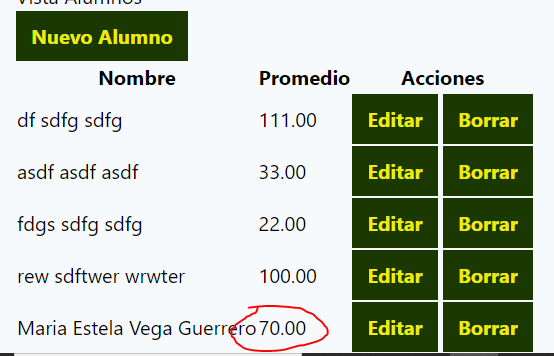 Vista Alumnos
Nuevo Alumno
Nombre Promedio Acciones
df sdfg sdfg 111.00 Editar Borrar
asdf asdf asdf 33.00 Editar Borrar
fdgs sdfg sdfg 22.00 Editar Borrar
rew sdftwer wrwter 100.00 Editar Borrar
Maria Estela Vega Guerrero 70.00 Editar Borrar